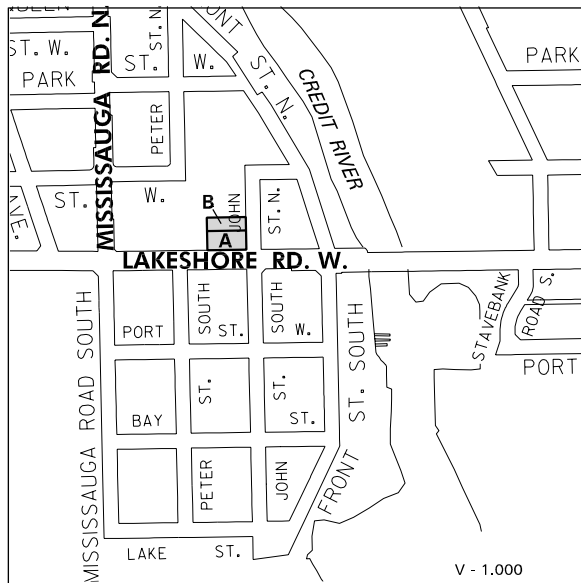 QUEEN
ST. W.
PARK
ST.
W.
MISSISSAUGA RD. N.
ST. N.
PETER
FRONT ST. N.
CREDIT RIVER
PARK
ST.
W.
AVE.
B
A
JOHN
ST. N.
LAKESHORE RD. W.
MISSISSAUGA ROAD SOUTH
PORT
ST.
W.
SOUTH
SOUTH
ST.
ST.
BAY
ST.
PETER
JOHN
FRONT
ST. SOUTH
STAVEBANK
ROAD S.
PORT
LAKE
ST.
V - 1.000